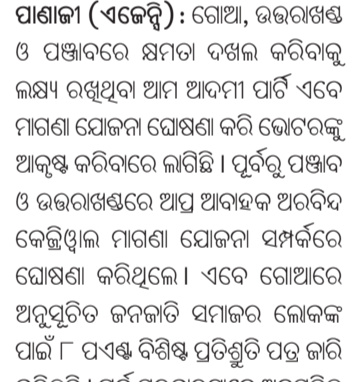 ପାଣାଜୀ (ଏଜେନ୍ସି) : ଗୋଆ, ଉତ୍ତରାଖଣ୍ଡ
ଓ ପଞ୍ଜାବରେ କ୍ଷମତା ଦଖଲ କରିବାକୁ
ଲକ୍ଷ୍ୟ ରଖିଥିବା ଆମ ଆଦମୀ ପାର୍ଟି ଏବେ
ମାଗଣା ଯୋଜନା ଘୋଷଣା କରି ଭୋଟରଙ୍କୁ
ଆକୃଷ୍ଟ କରିବାରେ ଲାଗିଛି । ପୂର୍ବରୁ ପଞ୍ଜାବ
ଓ ଉତ୍ତରାଖଣ୍ଡରେ ଆପ୍ର ଆବାହକ ଅରବିନ୍ଦ
କେଜ୍ରିଓ୍ବାଲ ମାଗଣା ଯୋଜନା ସମ୍ପର୍କରେ
ଘୋଷଣା କରିଥିଲେ । ଏବେ ଗୋଆରେ
ଅନୁସୂଚିତ ଜନଜାତି ସମାଜର ଲୋକଙ୍କ
ପାଇଁ ୮ ପଏଣ୍ଟ ବିଶିଷ୍ଟ ପ୍ରତିଶ୍ରୁତି ପତ୍ର ଜାରି